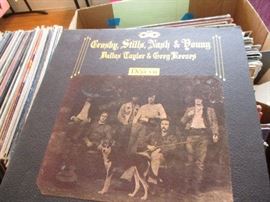 Crosby, Stills, Nash & Young
Dallas Taylor & Greg Reeves
Déjà vu